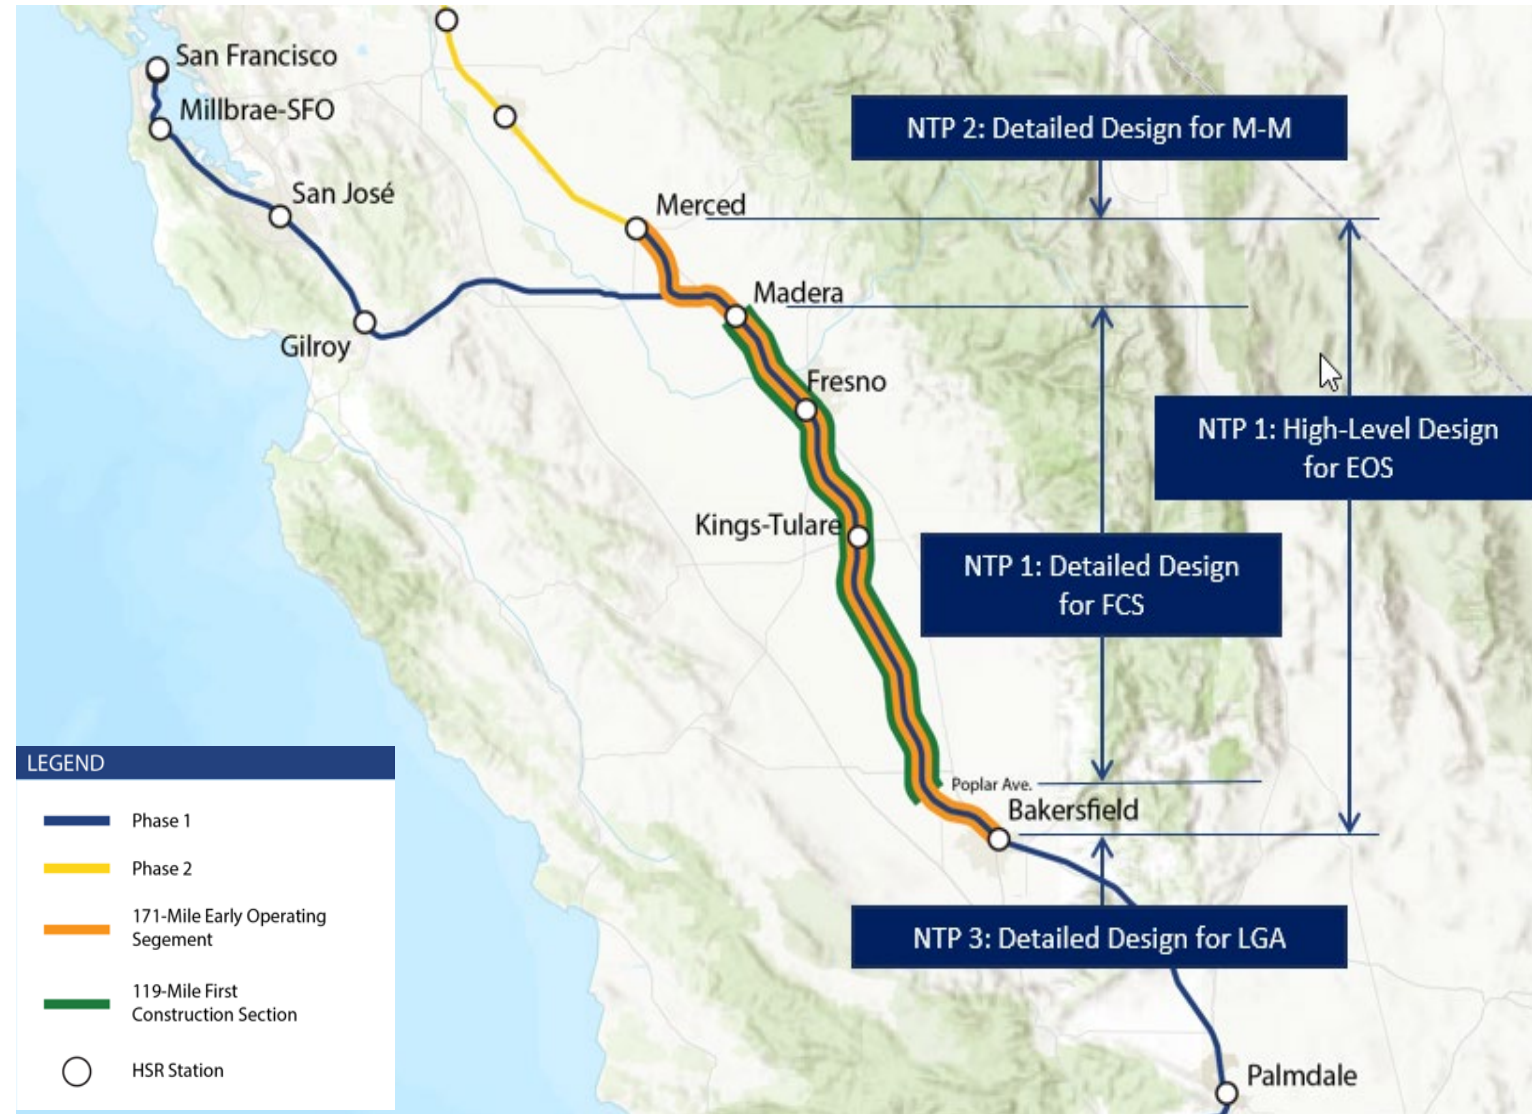 San Francisco
Millbrae-SFO
NTP 2: Detailed Design for M-M
San José
Merced
Madera
Gilroy
Fresno
NTP 1: High-Level Design
for EOS
Kings-Tulare
NTP 1: Detailed Design
for FCS
Poplar Ave.
Bakersfield
NTP 3: Detailed Design for LGA
Palmdale
LEGEND
Phase 1
Phase 2
171-Mile Early Operating
Segement
119-Mile First
Construction Section
HSR Station